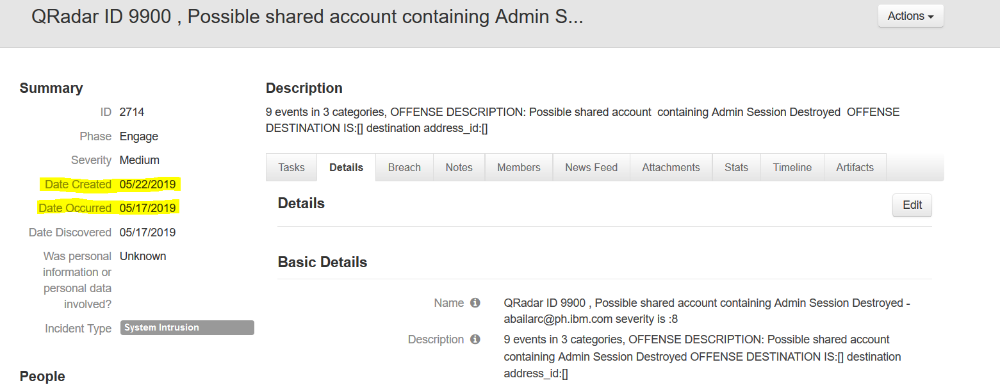 QRadar ID 9900 , Possible shared account containing Admin S...
Actions
Summary
ID 2714
Phase Engage
Severity Medium
Date Created 05/22/2019
Date Occurred 05/17/2019
Date Discovered 05/17/2019
Was personal Unknown
information or
personal data
involved?
Incident Type System Intrusion
People
Description
9 events in 3 categories, OFFENSE DESCRIPTION: Possible shared account containing Admin Session Destroyed OFFENSE
DESTINATION IS:[] destination address_id:[]
Tasks Details Breach Notes Members News Feed Attachments Stats Timeline Artifacts
Details
Edit
Basic Details
Name QRadar ID 9900 , Possible shared account containing Admin Session Destroyed -
abailarc@ph.ibm.com severity is :8
Description 9 events in 3 categories, OFFENSE DESCRIPTION: Possible shared account
containing Admin Session Destroyed OFFENSE DESTINATION IS:[] destination
address_id:[]